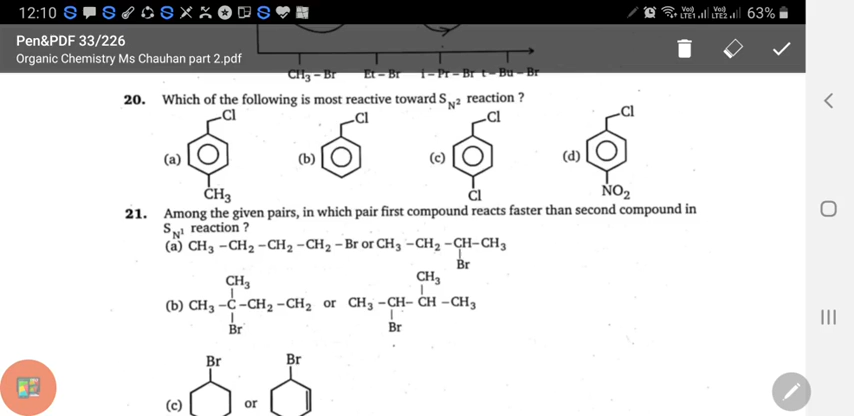 12:10 63%
Vo) LTE1 Vo) LTE2
Pen&PDF 33/226
Organic Chemistry Ms Chauhan part 2.pdf
CH3 – Br Et – Br i – Pr – Br t – Bu – Br
20. Which of the following is most reactive toward SN2 reaction ?
Cl Cl Cl Cl
(a) (b) (c) (d)
CH3 Cl NO2
21. Among the given pairs, in which pair first compound reacts faster than second compound in
SN1 reaction ?
(a) CH3 –CH2 –CH2 –CH2 – Br or CH3 –CH2 –CH–CH3
Br
CH3 CH3
(b) CH3 –C –CH2 –CH2 or CH3 –CH– CH –CH3
Br Br
Br Br
(c) or